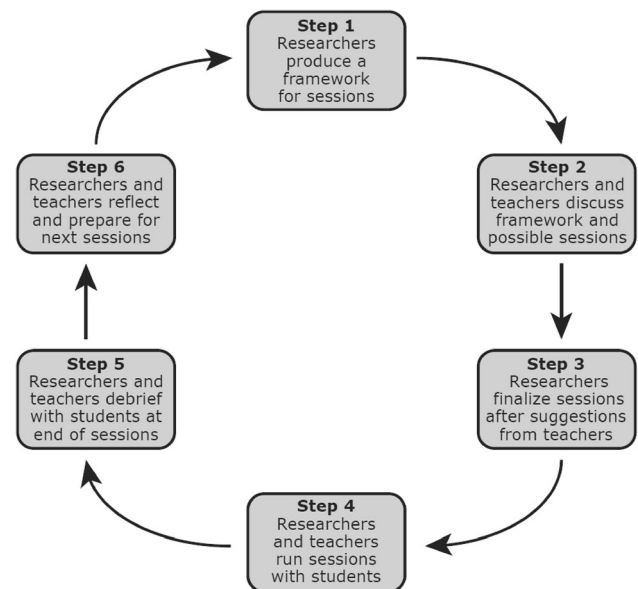 Step 1
Researchers
produce a
framework
for sessions
Step 2
Researchers and
teachers discuss
framework and
possible sessions
Step 3
Researchers
finalize sessions
after suggestions
from teachers
Step 4
Researchers
and teachers
run sessions
with students
Step 5
Researchers and
teachers debrief
with students at
end of sessions
Step 6
Researchers and
teachers reflect
and prepare for
next sessions